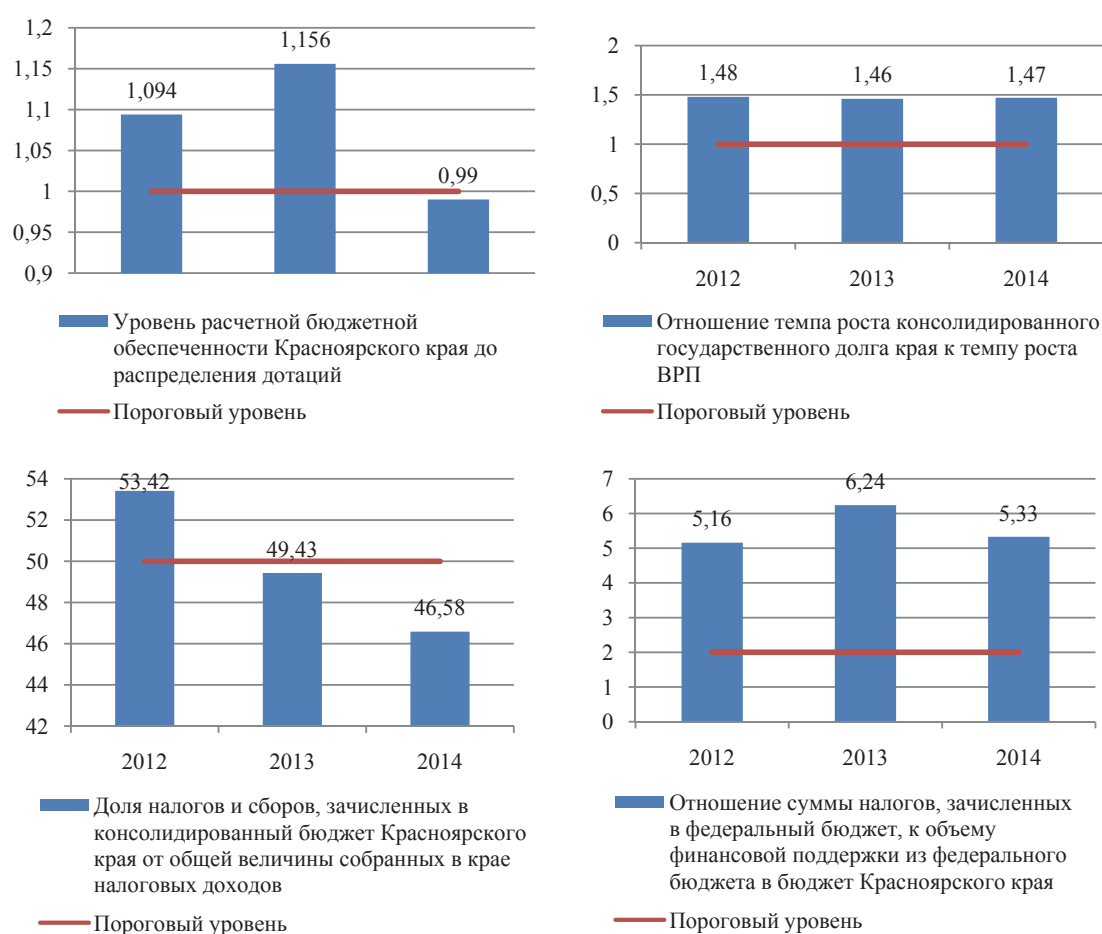 1,2
1,15
1,1
1,05
1
0,95
0,9
1,094
1,156
0,99
Уровень расчетной бюджетной
обеспеченности Красноярского края до
распределения дотаций
Пороговый уровень
2
1,5
1
0,5
0
1,48
1,46
1,47
2012
2013
2014
Отношение темпа роста консолидированного
государственного долга края к темпу роста
ВРП
Пороговый уровень
54
52
50
48
46
44
42
53,42
49,43
46,58
2012
2013
2014
Доля налогов и сборов, зачисленных в
консолидированный бюджет Красноярского
края от общей величины собранных в крае
налоговых доходов
Пороговый уровень
7
6
5
4
3
2
1
0
5,16
6,24
5,33
2012
2013
2014
Отношение суммы налогов, зачисленных
в федеральный бюджет, к объему
финансовой поддержки из федерального
бюджета в бюджет Красноярского края
Пороговый уровень